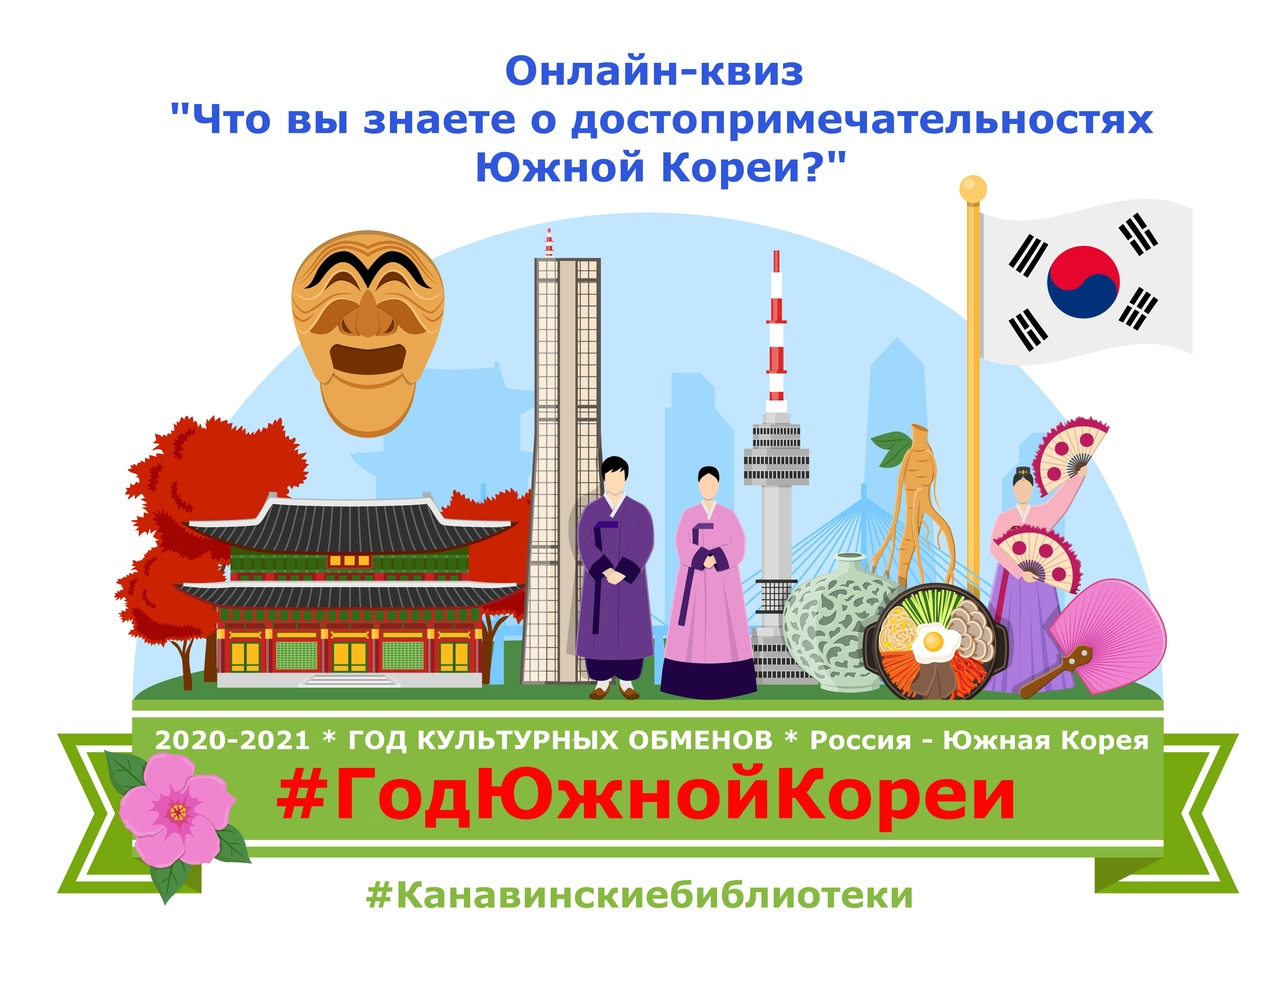 Онлайн-квиз
"Что вы знаете о достопримечательностях
Южной Кореи?"
2020-2021 * ГОД КУЛЬТУРНЫХ ОБМЕНОВ * Россия - Южная Корея
#ГодЮжнойКореи
#Канавинскиебиблиотеки